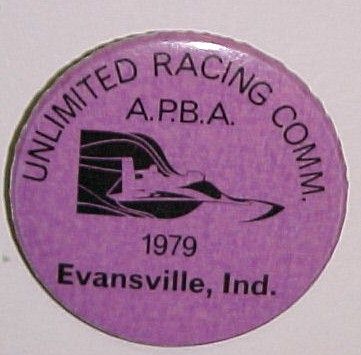 UNLIMITED RACING COMM.
A.P.B.A.
1979
Evansville, Ind.